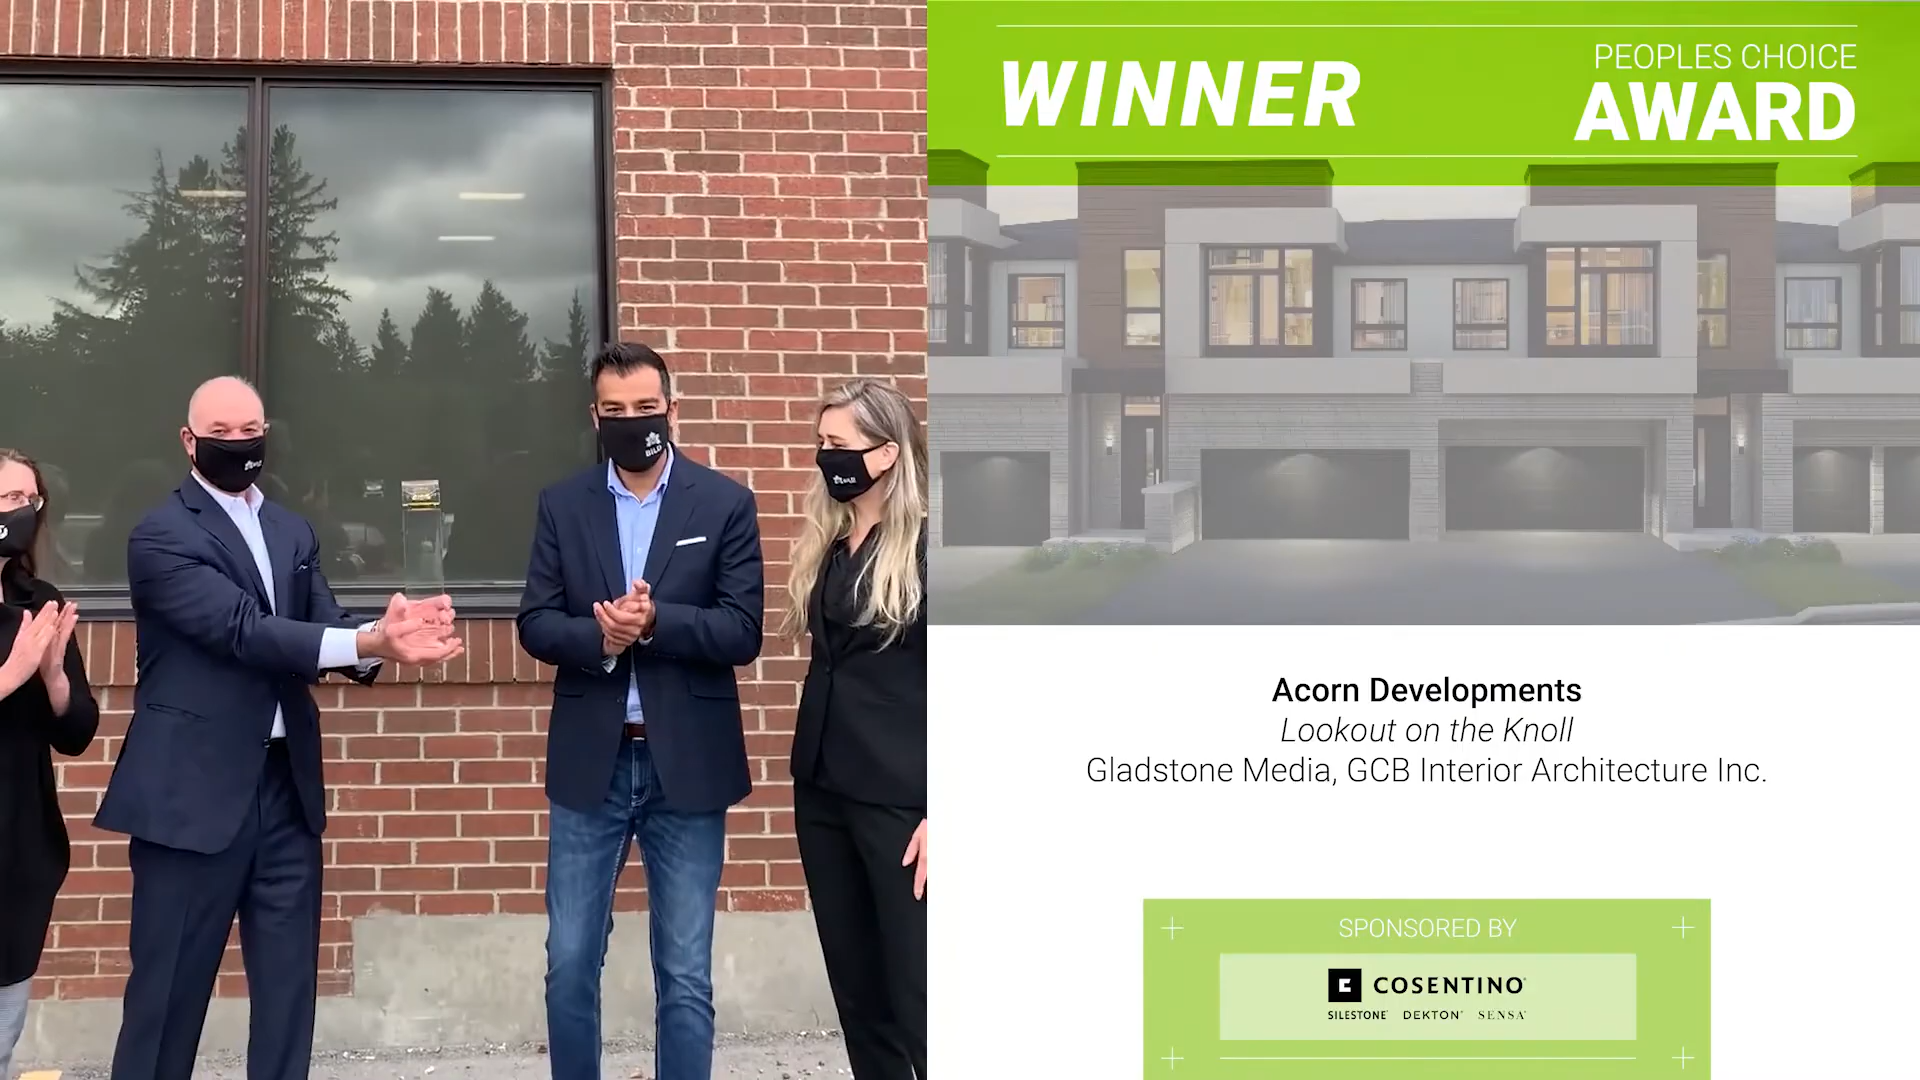 BILD
WINNER
PEOPLES CHOICE
AWARD
Acorn Developments
Lookout on the Knoll
Gladstone Media, GCB Interior Architecture Inc.
SPONSORED BY
COSENTINO
SILESTONE DEKTON SENSA